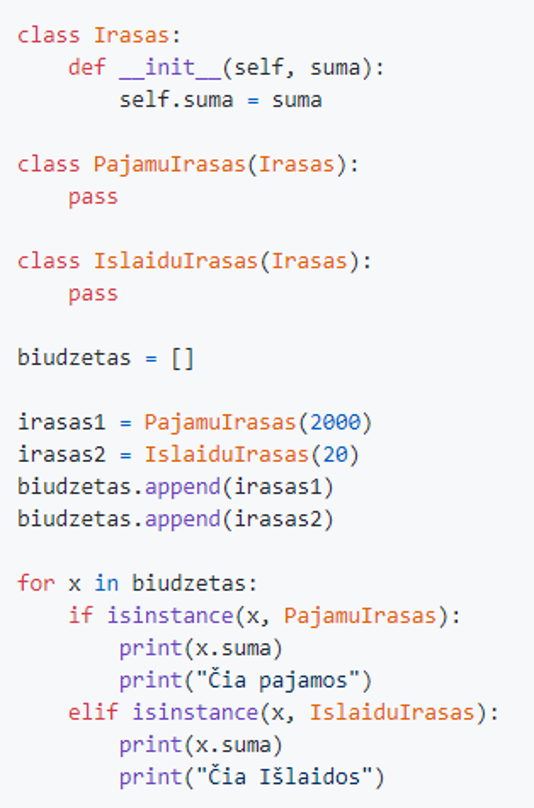 class Irasas:
    def __init__(self, suma):
        self.suma = suma

class PajamuIrasas(Irasas):
    pass

class IslaiduIrasas(Irasas):
    pass

biudzetas = []

irasas1 = PajamuIrasas(2000)
irasas2 = IslaiduIrasas(20)
biudzetas.append(irasas1)
biudzetas.append(irasas2)

for x in biudzetas:
    if isinstance(x, PajamuIrasas):
        print(x.suma)
        print("Čia pajamos")
    elif isinstance(x, IslaiduIrasas):
        print(x.suma)
        print("Čia Išlaidos")